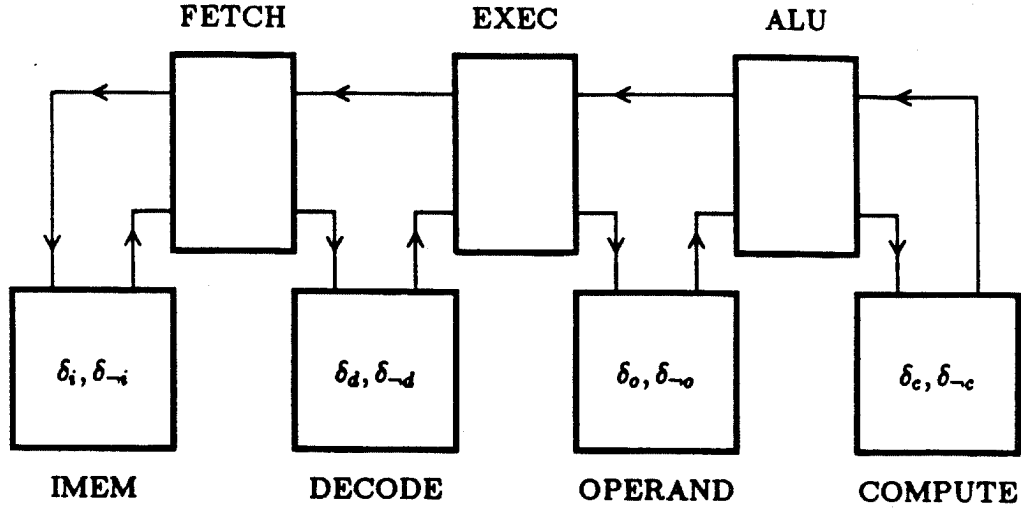 FETCH EXEC ALU
δi, δ¬i δd, δ¬d δo, δ¬o δc, δ¬c
IMEM DECODE OPERAND COMPUTE